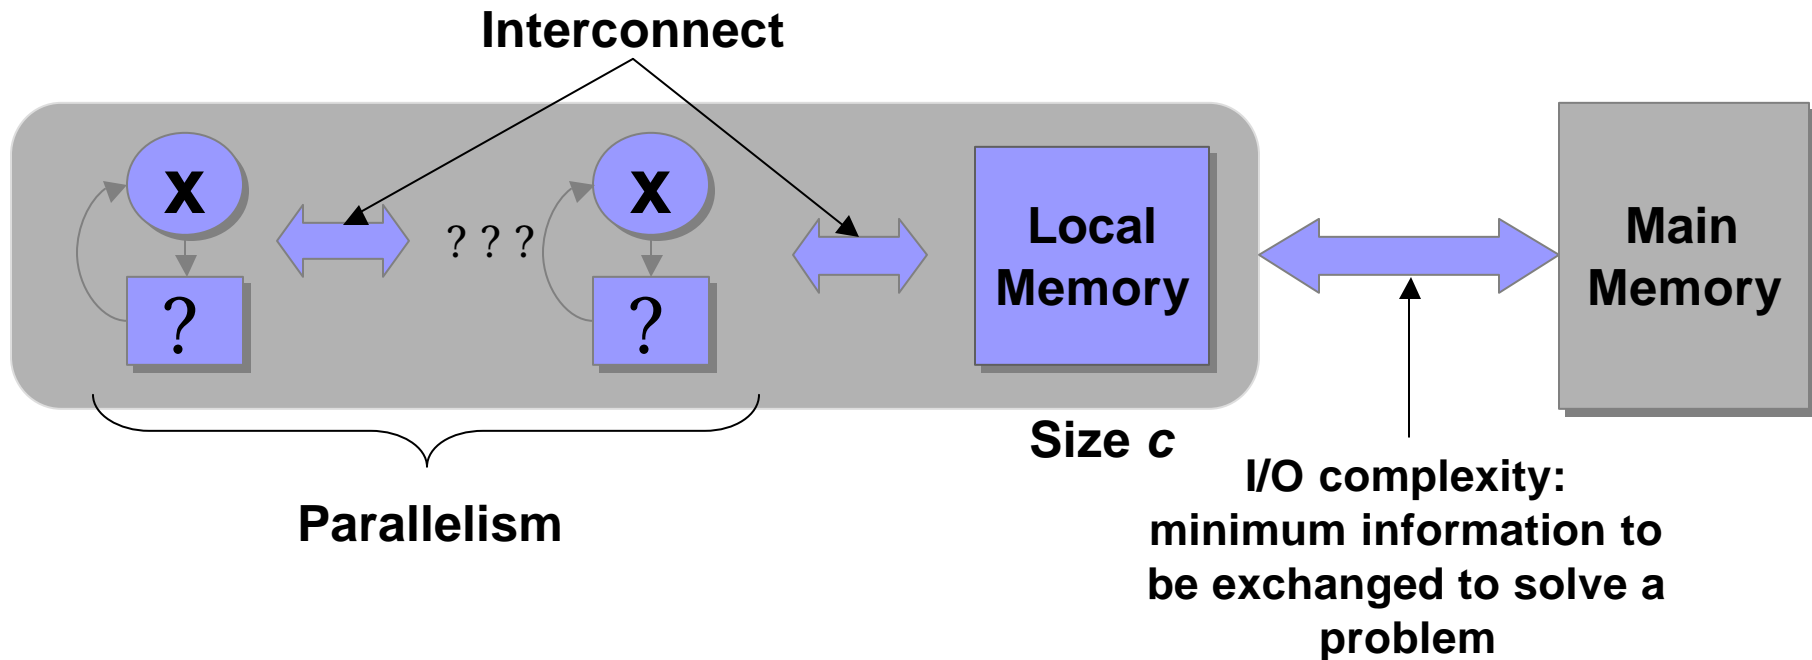 Interconnect
x
x
? ? ?
?
?
Local
Memory
Main
Memory
Size c
Parallelism
I/O complexity:
minimum information to
be exchanged to solve a
problem